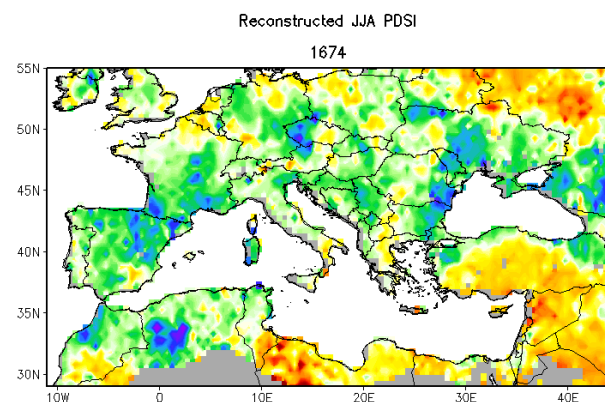 Reconstructed JJA PDSI
1674
55N
50N
45N
40N
35N
30N
10W 0 10E 20E 30E 40E